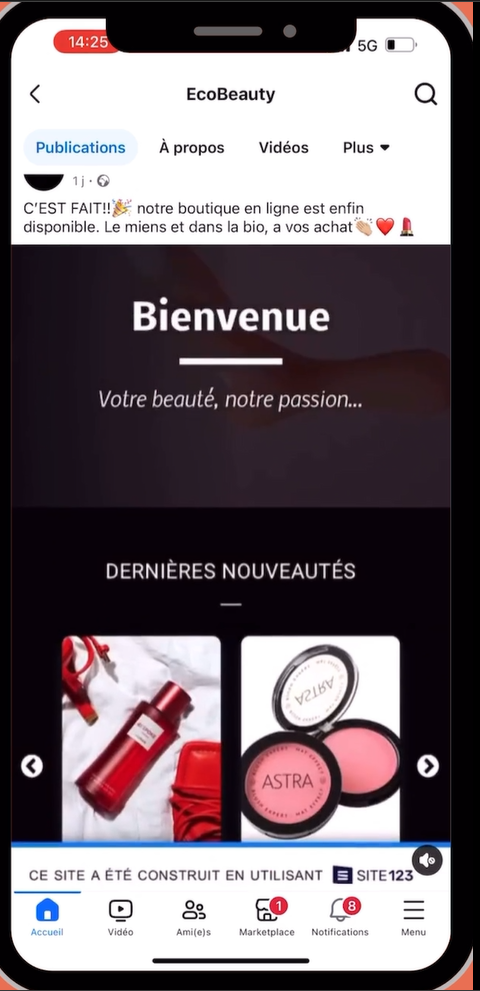 14:25
5G
EcoBeauty
Publications
À propos
Vidéos
Plus
1 j
C'EST FAIT!!🎉 notre boutique en ligne est enfin
disponible. Le miens et dans la bio, a vos achat👏🏼❤️💄
Bienvenue
Votre beauté, notre passion...
DERNIÈRES NOUVEAUTÉS
ASTRA
ASTRA
CE SITE A ÉTÉ CONSTRUIT EN UTILISANT SITE123
1
8
Accueil
Vidéo
Ami(e)s
Marketplace
Notifications
Menu